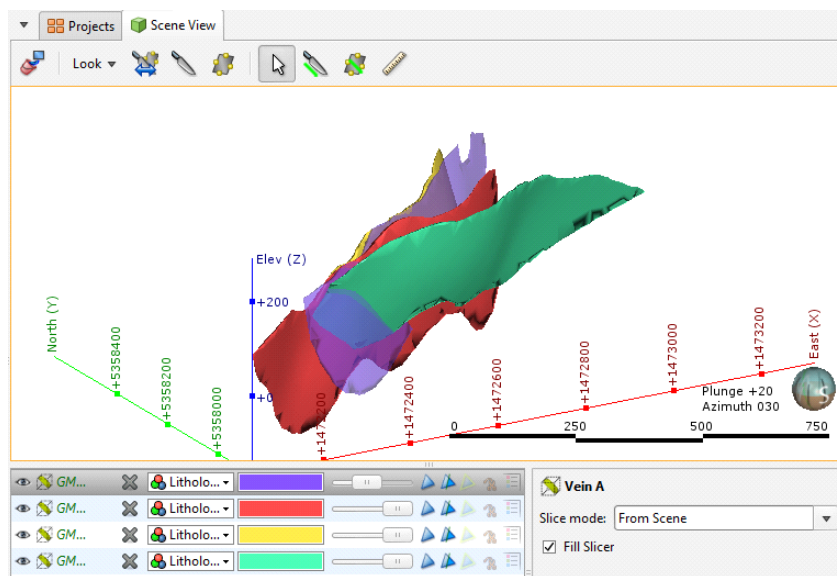 Projects
Scene View
Look
Elev (Z)
+200
+0
North (Y)
+5358400
+5358200
+5358000
+1472200
+1472400
+1472600
+1472800
+1473000
+1473200
East (X)
Plunge +20
Azimuth 030
S
0 250 500 750
GM... Litholo...
GM... Litholo...
GM... Litholo...
GM... Litholo...
Vein A
Slice mode: From Scene
Fill Slicer